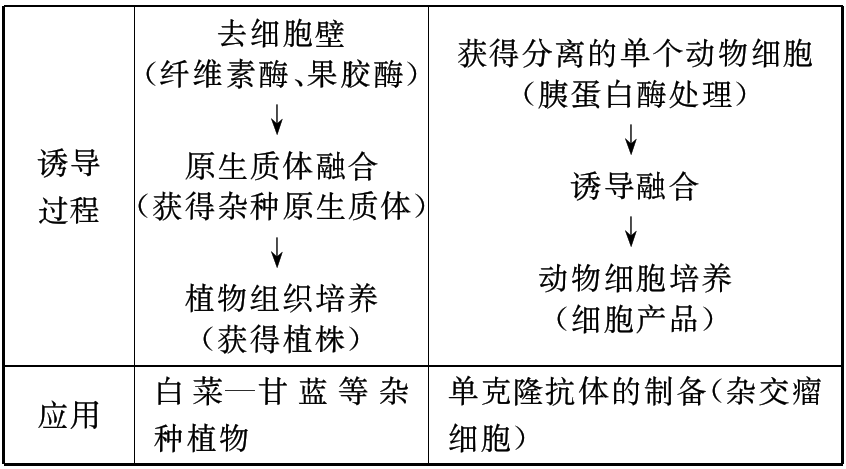 诱导
过程
去细胞壁
(纤维素酶、果胶酶)
↓
原生质体融合
(获得杂种原生质体)
↓
植物组织培养
(获得植株)
获得分离的单个动物细胞
(胰蛋白酶处理)
↓
诱导融合
↓
动物细胞培养
(细胞产品)
应用
白菜—甘蓝等杂
种植物
单克隆抗体的制备(杂交瘤
细胞)